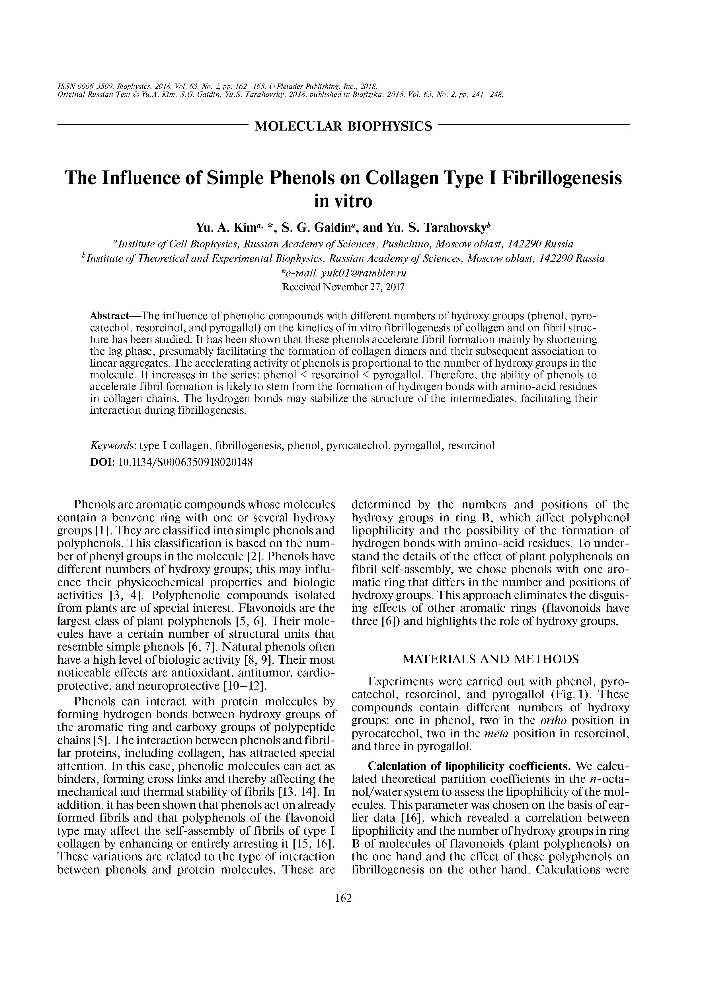 ISSN 0006-3509, Biophysics, 2018, Vol. 63, No. 2, pp. 162–168. © Pleiades Publishing, Inc., 2018.
Original Russian Text © Yu.A. Kim, S.G. Gaidin, Yu.S. Tarahovsky, 2018, published in Biofizika, 2018, Vol. 63, No. 2, pp. 241–248.
MOLECULAR BIOPHYSICS
The Influence of Simple Phenols on Collagen Type I Fibrillogenesis
in vitro
Yu. A. Kim^a, *, S. G. Gaidin^a, and Yu. S. Tarahovsky^b
^a Institute of Cell Biophysics, Russian Academy of Sciences, Pushchino, Moscow oblast, 142290 Russia
^b Institute of Theoretical and Experimental Biophysics, Russian Academy of Sciences, Moscow oblast, 142290 Russia
*e-mail: yuk01@rambler.ru
Received November 27, 2017
Abstract—The influence of phenolic compounds with different numbers of hydroxy groups (phenol, pyro-
catechol, resorcinol, and pyrogallol) on the kinetics of in vitro fibrillogenesis of collagen and on fibril struc-
ture has been studied. It has been shown that these phenols accelerate fibril formation mainly by shortening
the lag phase, presumably facilitating the formation of collagen dimers and their subsequent association to
linear aggregates. The accelerating activity of phenols is proportional to the number of hydroxy groups in the
molecule. It increases in the series: phenol < resorcinol < pyrogallol. Therefore, the ability of phenols to
accelerate fibril formation is likely to stem from the formation of hydrogen bonds with amino-acid residues
in collagen chains. The hydrogen bonds may stabilize the structure of the intermediates, facilitating their
interaction during fibrillogenesis.
Keywords: type I collagen, fibrillogenesis, phenol, pyrocatechol, pyrogallol, resorcinol
DOI: 10.1134/S0006350918020148
Phenols are aromatic compounds whose molecules
contain a benzene ring with one or several hydroxy
groups [1]. They are classified into simple phenols and
polyphenols. This classification is based on the num-
ber of phenyl groups in the molecule [2]. Phenols have
different numbers of hydroxy groups; this may influ-
ence their physicochemical properties and biologic
activities [3, 4]. Polyphenolic compounds isolated
from plants are of special interest. Flavonoids are the
largest class of plant polyphenols [5, 6]. Their mole-
cules have a certain number of structural units that
resemble simple phenols [6, 7]. Natural phenols often
have a high level of biologic activity [8, 9]. Their most
noticeable effects are antioxidant, antitumor, cardio-
protective, and neuroprotective [10–12].
Phenols can interact with protein molecules by
forming hydrogen bonds between hydroxy groups of
the aromatic ring and carboxy groups of polypeptide
chains [5]. The interaction between phenols and fibril-
lar proteins, including collagen, has attracted special
attention. In this case, phenolic molecules can act as
binders, forming cross links and thereby affecting the
mechanical and thermal stability of fibrils [13, 14]. In
addition, it has been shown that phenols act on already
formed fibrils and that polyphenols of the flavonoid
type may affect the self-assembly of fibrils of type I
collagen by enhancing or entirely arresting it [15, 16].
These variations are related to the type of interaction
between phenols and protein molecules. These are
determined by the numbers and positions of the
hydroxy groups in ring B, which affect polyphenol
lipophilicity and the possibility of the formation of
hydrogen bonds with amino-acid residues. To under-
stand the details of the effect of plant polyphenols on
fibril self-assembly, we chose phenols with one aro-
matic ring that differs in the number and positions of
hydroxy groups. This approach eliminates the disguis-
ing effects of other aromatic rings (flavonoids have
three [6]) and highlights the role of hydroxy groups.
MATERIALS AND METHODS
Experiments were carried out with phenol, pyro-
catechol, resorcinol, and pyrogallol (Fig. 1). These
compounds contain different numbers of hydroxy
groups: one in phenol, two in the ortho position in
pyrocatechol, two in the meta position in resorcinol,
and three in pyrogallol.
Calculation of lipophilicity coefficients. We calcu-
lated theoretical partition coefficients in the n-octa-
nol/water system to assess the lipophilicity of the mol-
ecules. This parameter was chosen on the basis of ear-
lier data [16], which revealed a correlation between
lipophilicity and the number of hydroxy groups in ring
B of molecules of flavonoids (plant polyphenols) on
the one hand and the effect of these polyphenols on
fibrillogenesis on the other hand. Calculations were
162